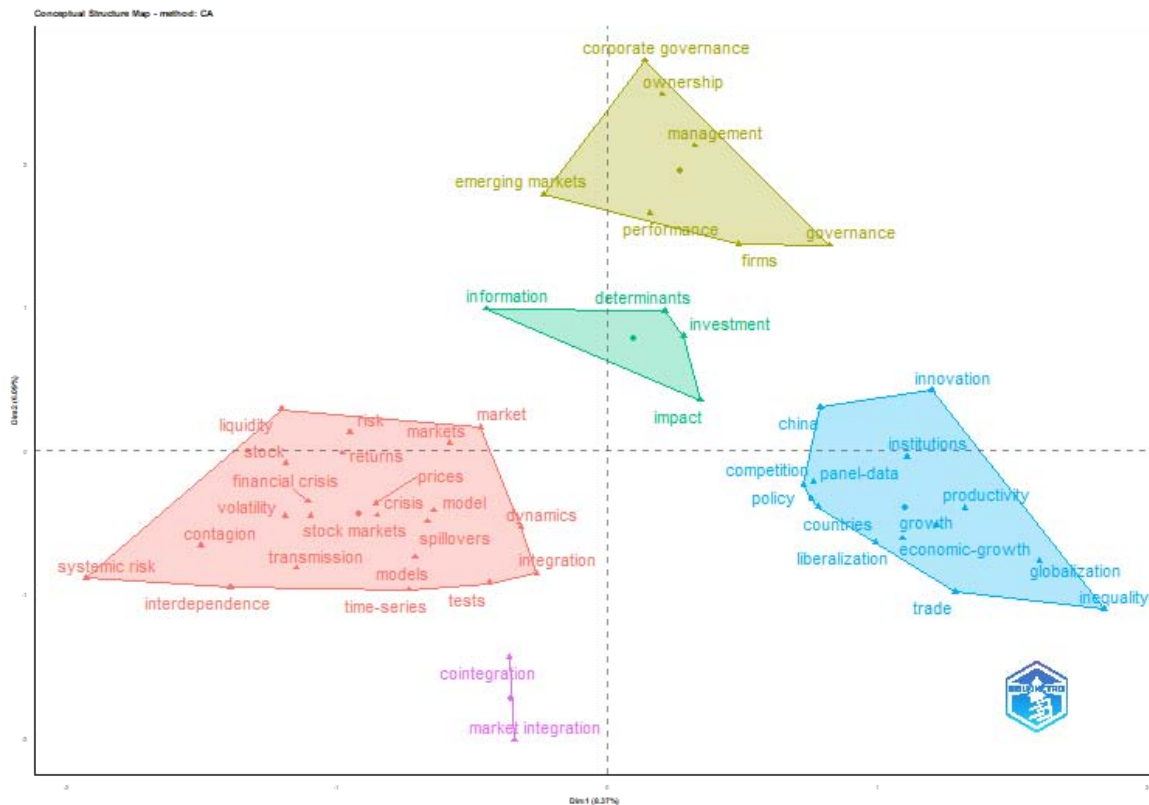 Conceptual Structure Map - method: CA
corporate governance
ownership
management
emerging markets
performance
governance
firms
information
determinants
investment
impact
innovation
china
institutions
competition
panel-data
policy
productivity
countries
growth
economic-growth
liberalization
globalization
inequality
trade
liquidity
risk
market
markets
stock
returns
financial crisis
prices
volatility
crisis
model
contagion
stock markets
dynamics
spillovers
systemic risk
transmission
integration
interdependence
models
time-series
tests
cointegration
market integration
-1
0
1